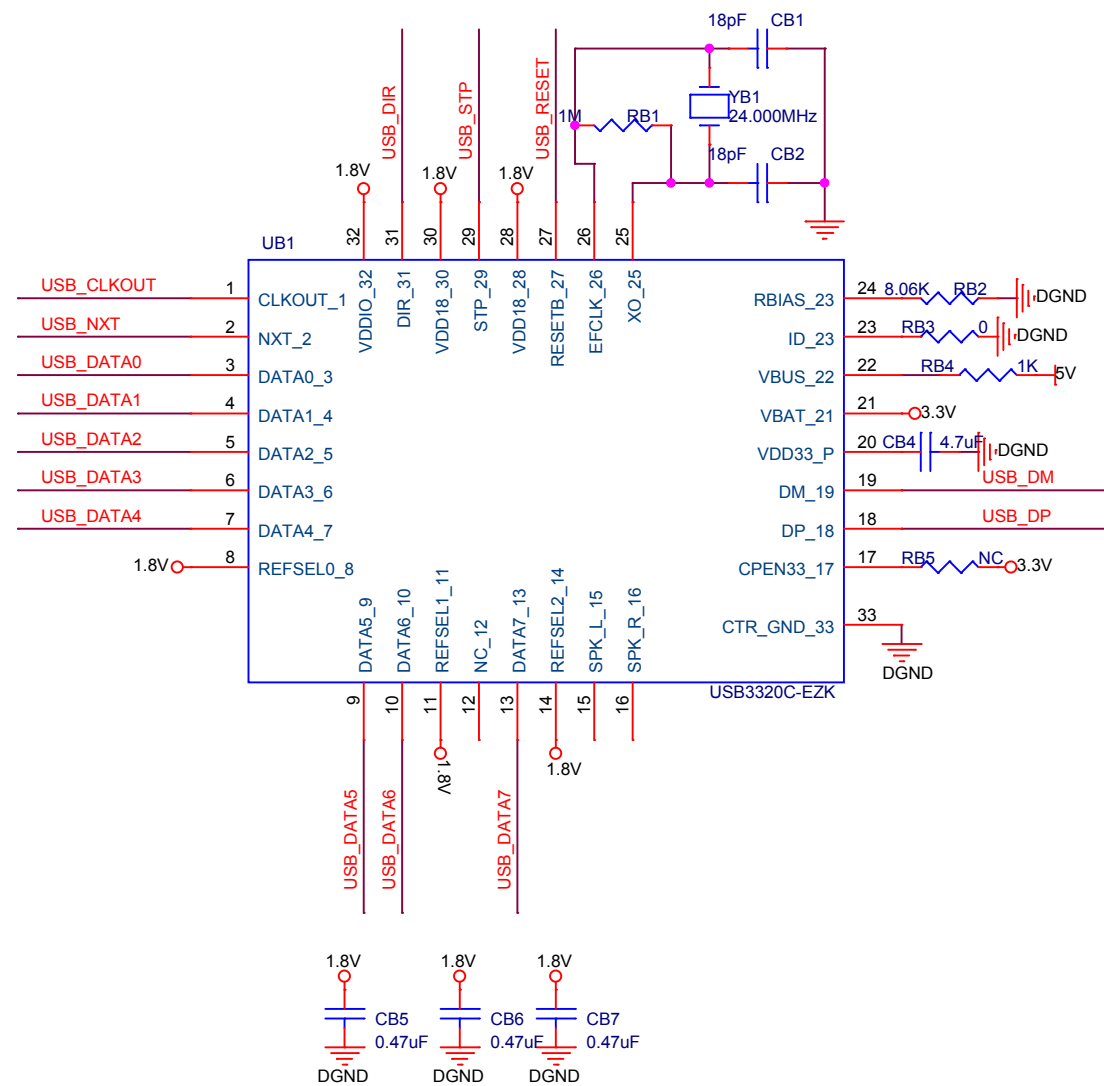 18pF CB1
USB_DIR
USB_STP
USB_RESET
YB1
24.000MHz
1M RB1
18pF CB2
1.8V
1.8V
1.8V
32
31
30
29
28
27
26
25
UB1
VDDIO_32
DIR_31
VDD18_30
STP_29
VDD18_28
RESETB_27
EFCLK_26
XO_25
USB_CLKOUT 1 CLKOUT_1
USB_NXT 2 NXT_2
USB_DATA0 3 DATA0_3
USB_DATA1 4 DATA1_4
USB_DATA2 5 DATA2_5
USB_DATA3 6 DATA3_6
USB_DATA4 7 DATA4_7
1.8V 8 REFSEL0_8
RBIAS_23 24 8.06K RB2 DGND
ID_23 23 RB3 0 DGND
VBUS_22 22 RB4 1K 5V
VBAT_21 21 3.3V
VDD33_P 20 CB4 4.7uF DGND
DM_19 19 USB_DM
DP_18 18 USB_DP
CPEN33_17 17 RB5 NC 3.3V
CTR_GND_33 33
DGND
DATA5_9
DATA6_10
REFSEL1_11
NC_12
DATA7_13
REFSEL2_14
SPK_L_15
SPK_R_16
USB3320C-EZK
9
10
11
12
13
14
15
16
1.8V
1.8V
USB_DATA5
USB_DATA6
USB_DATA7
1.8V
1.8V
1.8V
CB5
0.47uF
CB6
0.47uF
CB7
0.47uF
DGND
DGND
DGND